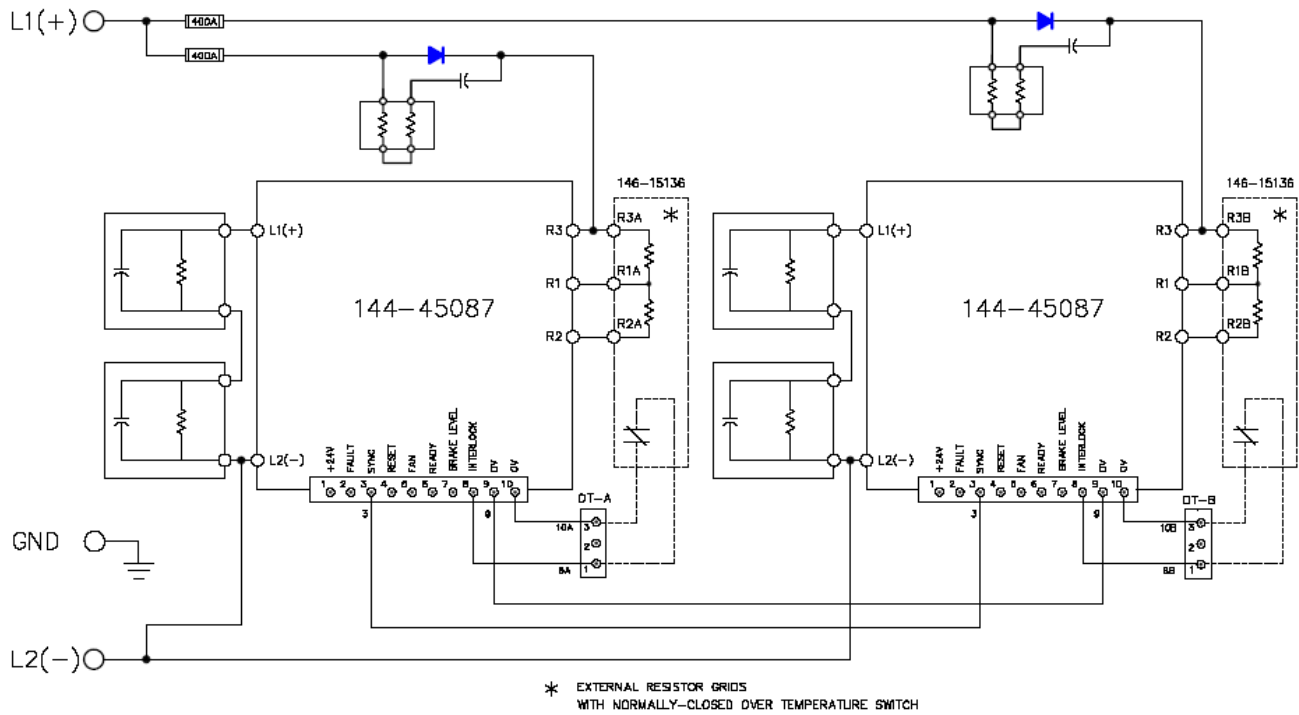 L1(+)
400A
400A
146-15136
146-15136
R3A
R3B
L1(+)
R3
L1(+)
R3
R1A
R1B
144-45087
R1
144-45087
R1
R2A
R2B
R2
R2
L2(-)
+24V
FAULT
SYNC
RESET
FAN
READY
BRAKE LEVEL
INTERLOCK
0V
0V
L2(-)
+24V
FAULT
SYNC
RESET
FAN
READY
BRAKE LEVEL
INTERLOCK
0V
0V
1 2 3 4 6 5 7 8 9 10
1 2 3 4 5 6 7 8 9 10
DT-A
DT-B
3
9
10A
3
3
9
10B
3
2
2
GND
8A
1
8B
1
L2(-)
EXTERNAL RESISTOR GRIDS
WITH NORMALLY-CLOSED OVER TEMPERATURE SWITCH